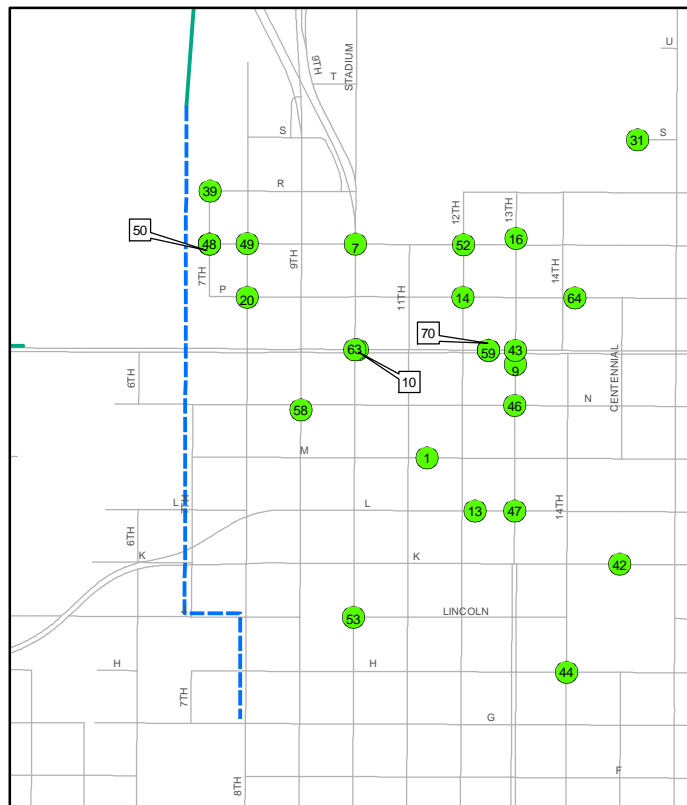 U
9TH
STADIUM
T
S
31
S
39
R
50
48
49
9TH
7
12TH
52
13TH
16
7TH
P
20
11TH
14
14TH
64
70
63
59
43
9
10
6TH
CENTENNIAL
58
46
N
M
1
L
7TH
L
13
47
14TH
6TH
K
K
42
53
LINCOLN
H
H
44
7TH
G
F
8TH